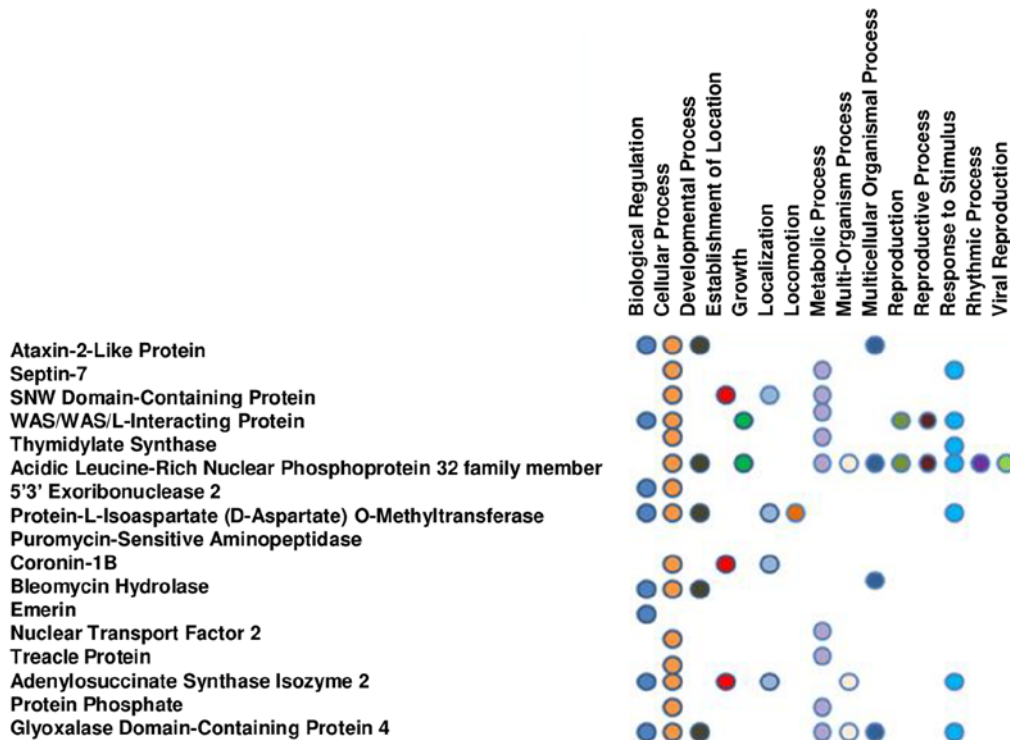 Biological Regulation
Cellular Process
Developmental Process
Establishment of Location
Growth
Localization
Locomotion
Metabolic Process
Multi-Organism Process
Multicellular Organismal Process
Reproduction
Reproductive Process
Response to Stimulus
Rhythmic Process
Viral Reproduction
Ataxin-2-Like Protein
Septin-7
SNW Domain-Containing Protein
WAS/WAS/L-Interacting Protein
Thymidylate Synthase
Acidic Leucine-Rich Nuclear Phosphoprotein 32 family member
5'3' Exoribonuclease 2
Protein-L-Isoaspartate (D-Aspartate) O-Methyltransferase
Puromycin-Sensitive Aminopeptidase
Coronin-1B
Bleomycin Hydrolase
Emerin
Nuclear Transport Factor 2
Treacle Protein
Adenylosuccinate Synthase Isozyme 2
Protein Phosphate
Glyoxalase Domain-Containing Protein 4